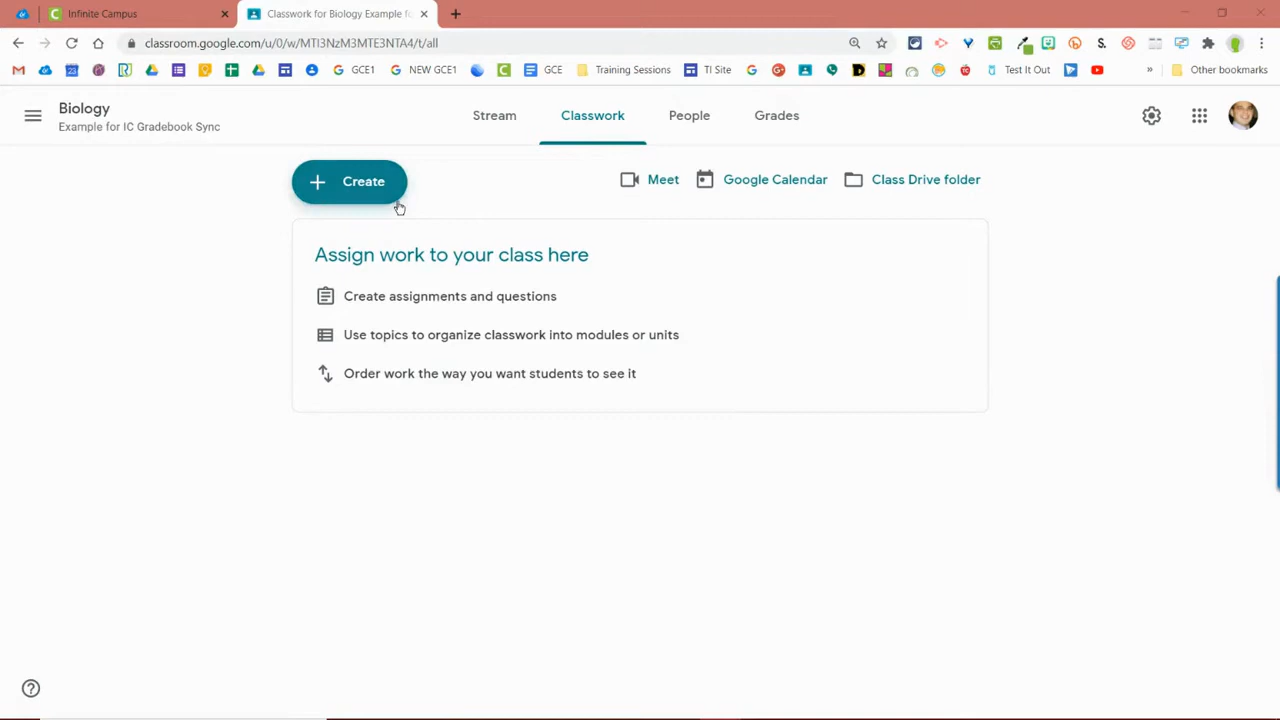 Infinite Campus
Classwork for Biology Example fo
classroom.google.com/u/0/w/MTI3NzM3MTE3NTA4/t/all
GCE1
NEW GCE1
GCE
Training Sessions
TI Site
Test It Out
»
Other bookmarks
Biology
Example for IC Gradebook Sync
Stream
Classwork
People
Grades
Create
Meet
Google Calendar
Class Drive folder
Assign work to your class here
Create assignments and questions
Use topics to organize classwork into modules or units
Order work the way you want students to see it